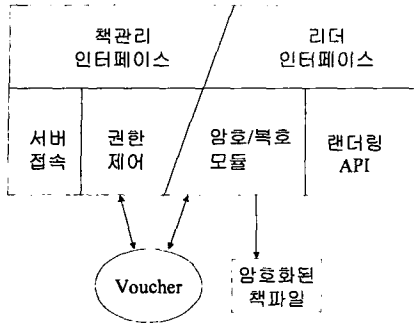 책관리
인터페이스
리더
인터페이스
서버
접속
권한
제어
암호/복호
모듈
랜더링
API
Voucher
암호화된
책파일